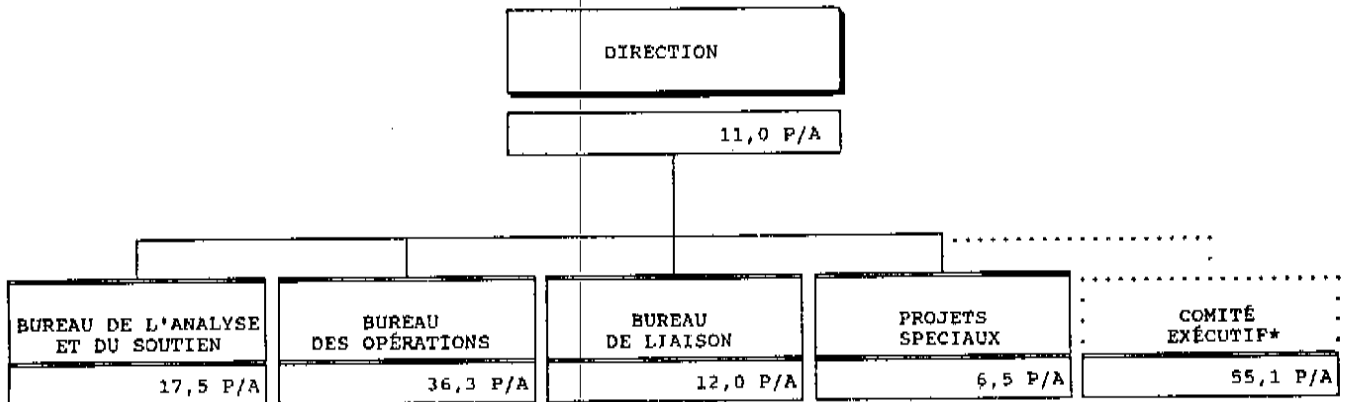 DIRECTION
11,0 P/A
BUREAU DE L'ANALYSE
ET DU SOUTIEN
17,5 P/A
BUREAU
DES OPÉRATIONS
36,3 P/A
BUREAU
DE LIAISON
12,0 P/A
PROJETS
SPECIAUX
6,5 P/A
COMITÉ
EXÉCUTIF*
55,1 P/A